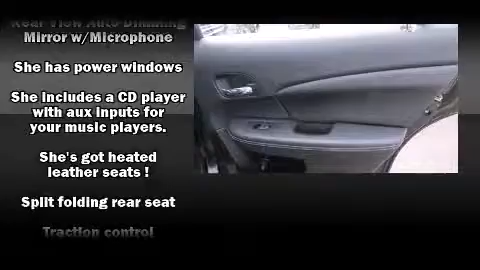 Rear View Auto Dimming
Mirror w/Microphone
She has power windows
She includes a CD player
with aux inputs for
your music players.
She's got heated
leather seats !
Split folding rear seat
Traction control